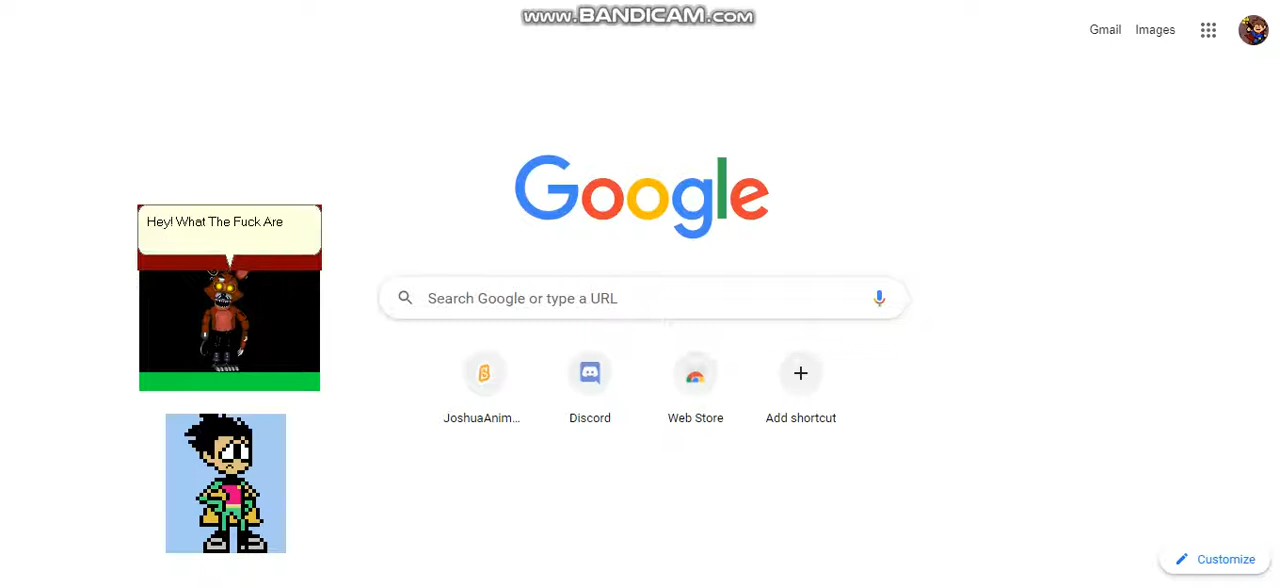 www.BANDICAM.com
Gmail Images
Google
Hey! What The Fuck Are
Search Google or type a URL
JoshuaAnim... Discord Web Store Add shortcut
Customize